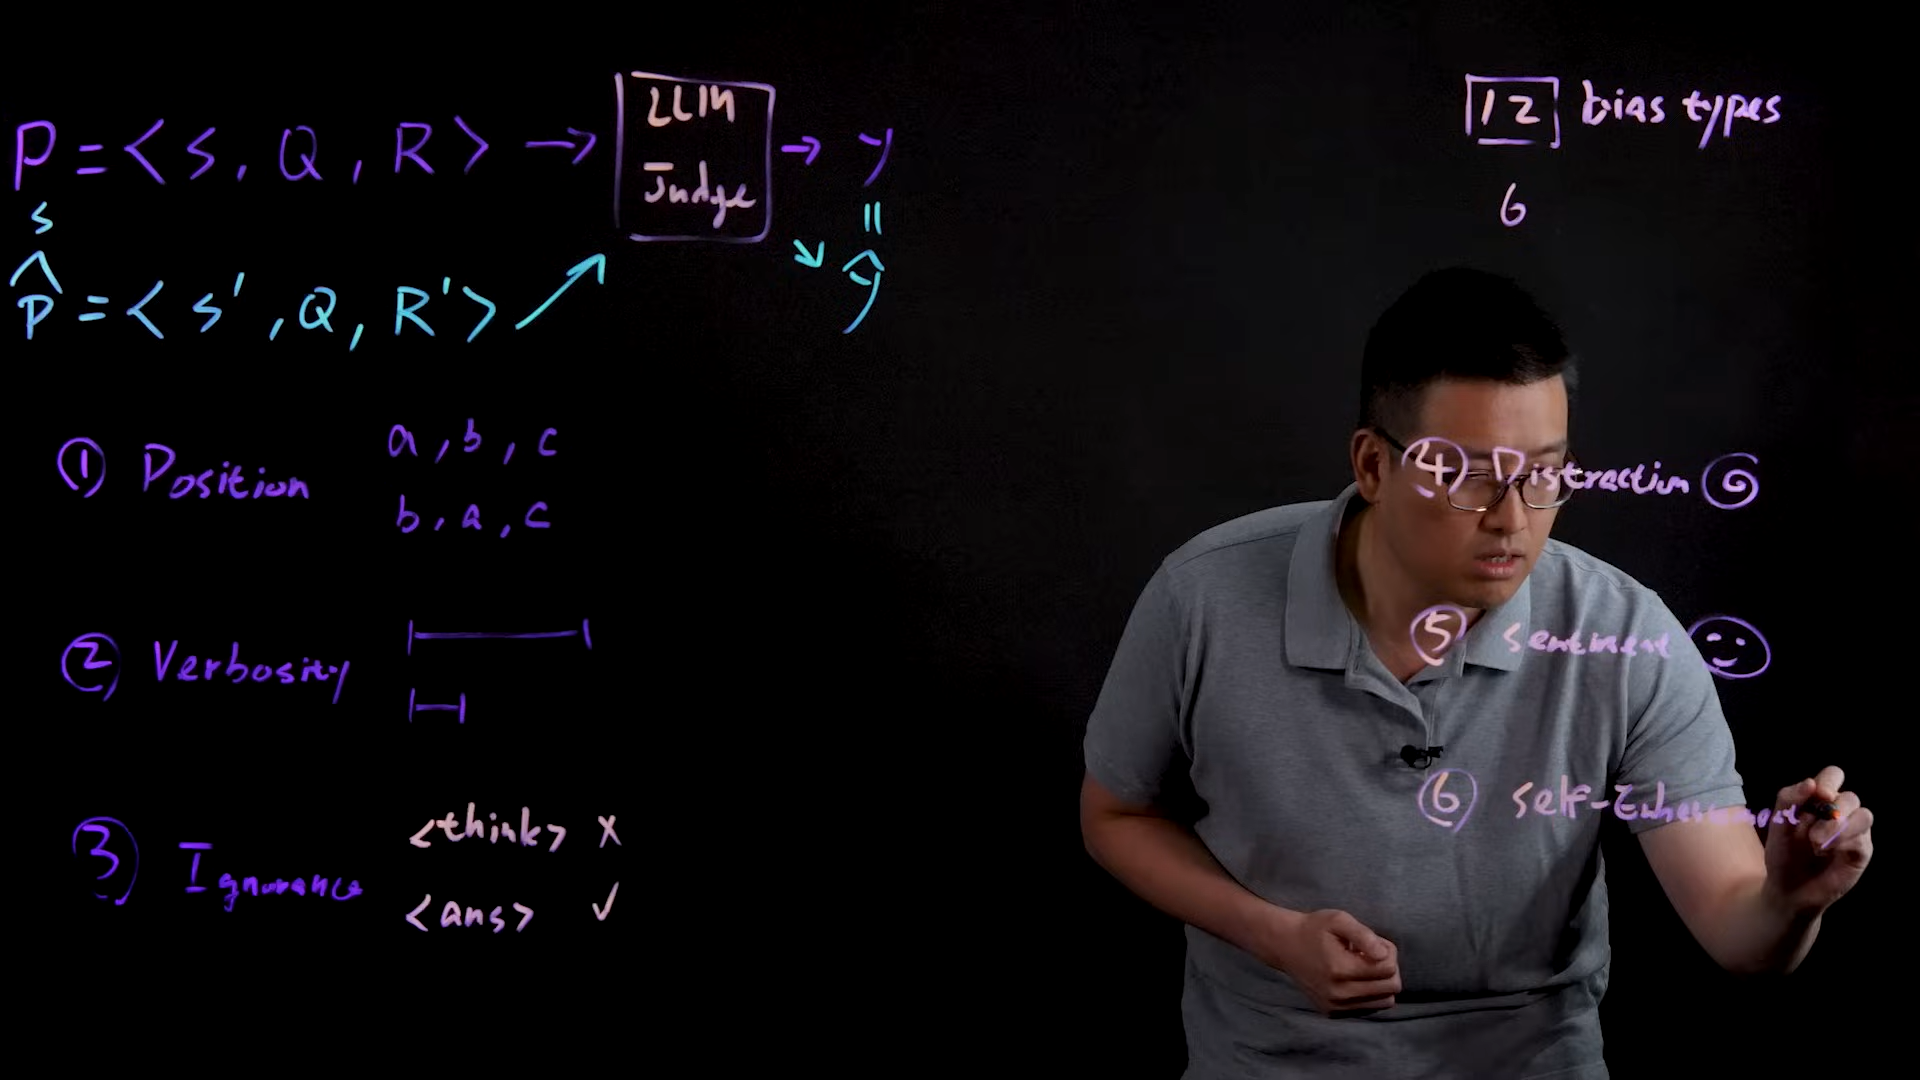 P = < S, Q, R > → LLM Judge → y
S
=
P̂ = < S', Q, R' > ŷ
① Position a, b, c
b, a, c
② Verbosity
③ Ignorance <think> x
<ans> ✓
12 bias types
6
④ Distraction
⑤ sentiment
⑥ self-Enhancement